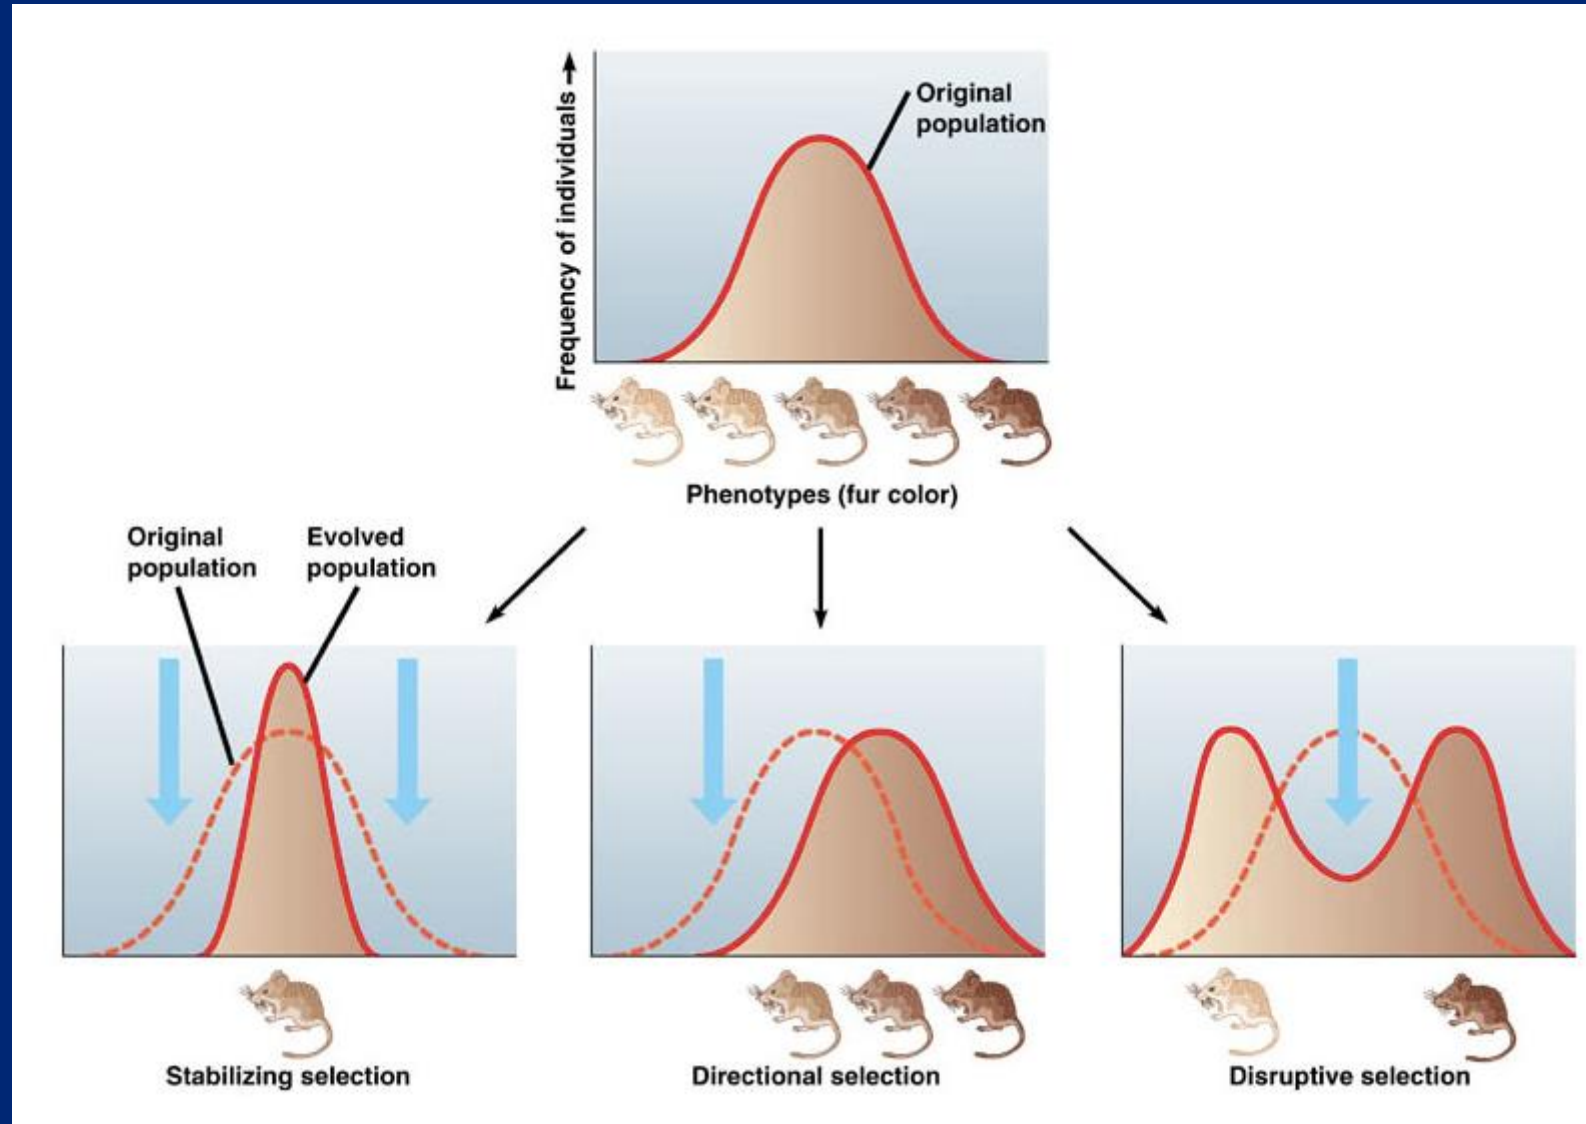 Frequency of individuals
Original
population
Phenotypes (fur color)
Original
population
Evolved
population
Stabilizing selection
Directional selection
Disruptive selection